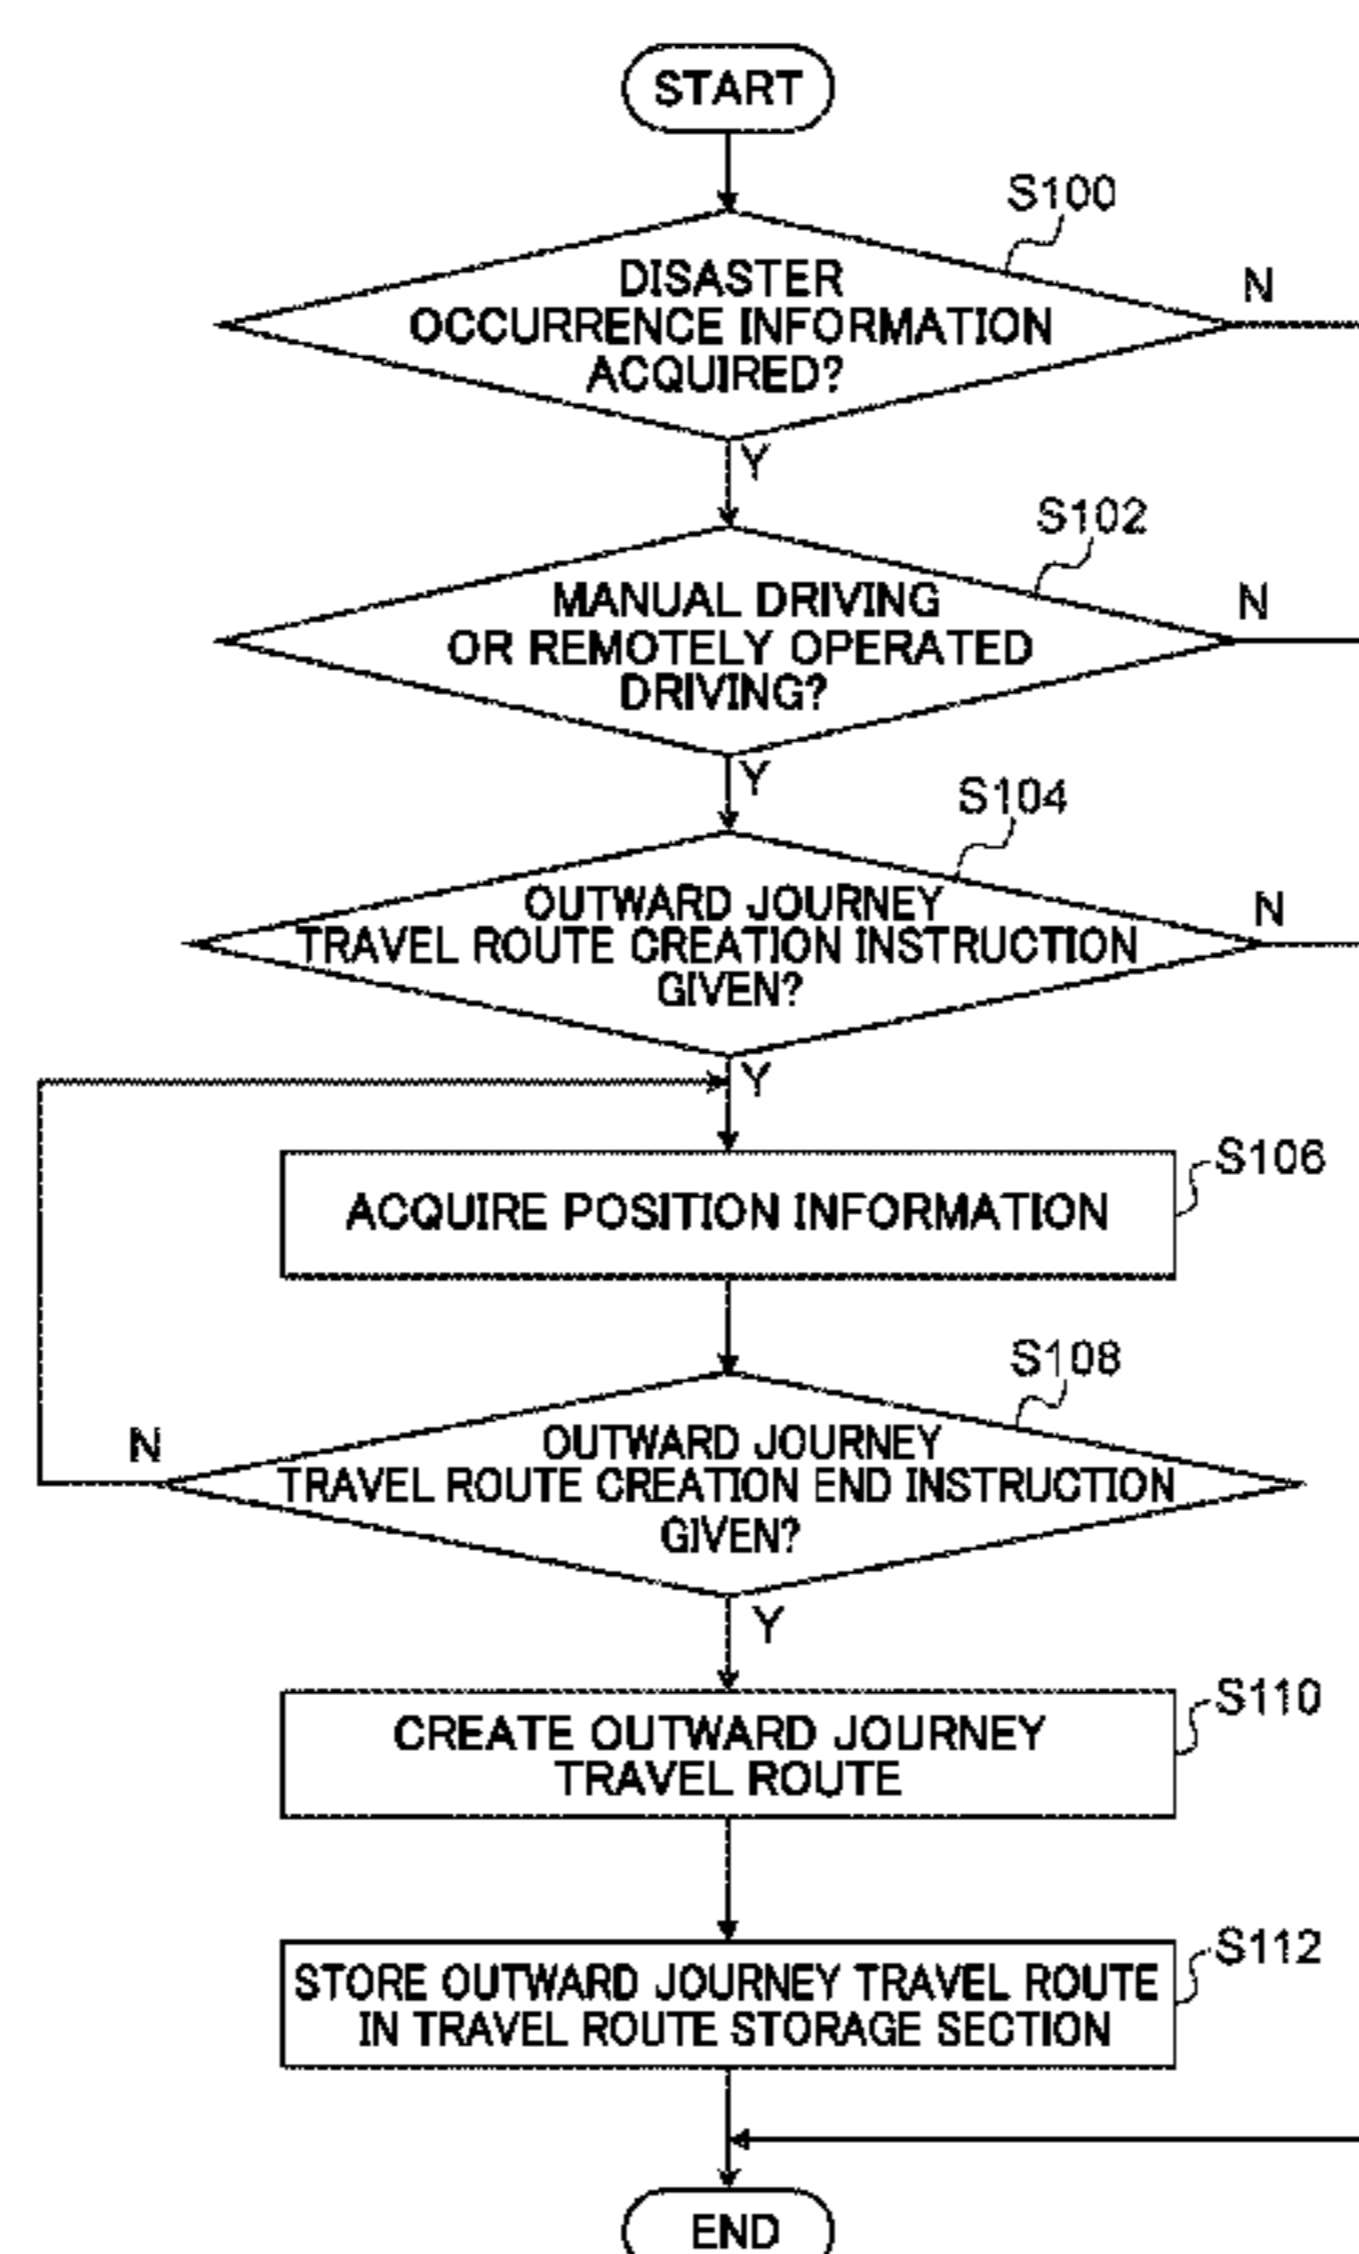 START
S100
DISASTER
OCCURRENCE INFORMATION
ACQUIRED?
N
Y
S102
MANUAL DRIVING
OR REMOTELY OPERATED
DRIVING?
N
Y
S104
OUTWARD JOURNEY
TRAVEL ROUTE CREATION INSTRUCTION
GIVEN?
N
Y
S106
ACQUIRE POSITION INFORMATION
S108
OUTWARD JOURNEY
TRAVEL ROUTE CREATION END INSTRUCTION
GIVEN?
N
Y
S110
CREATE OUTWARD JOURNEY
TRAVEL ROUTE
S112
STORE OUTWARD JOURNEY TRAVEL ROUTE
IN TRAVEL ROUTE STORAGE SECTION
END